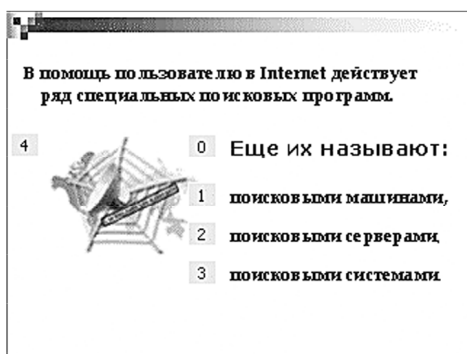 В помощь пользователю в Internet действует
ряд специальных поисковых программ.
4
0 Еще их называют:
1 поисковыми машинами,
2 поисковыми серверами,
3 поисковыми системами.